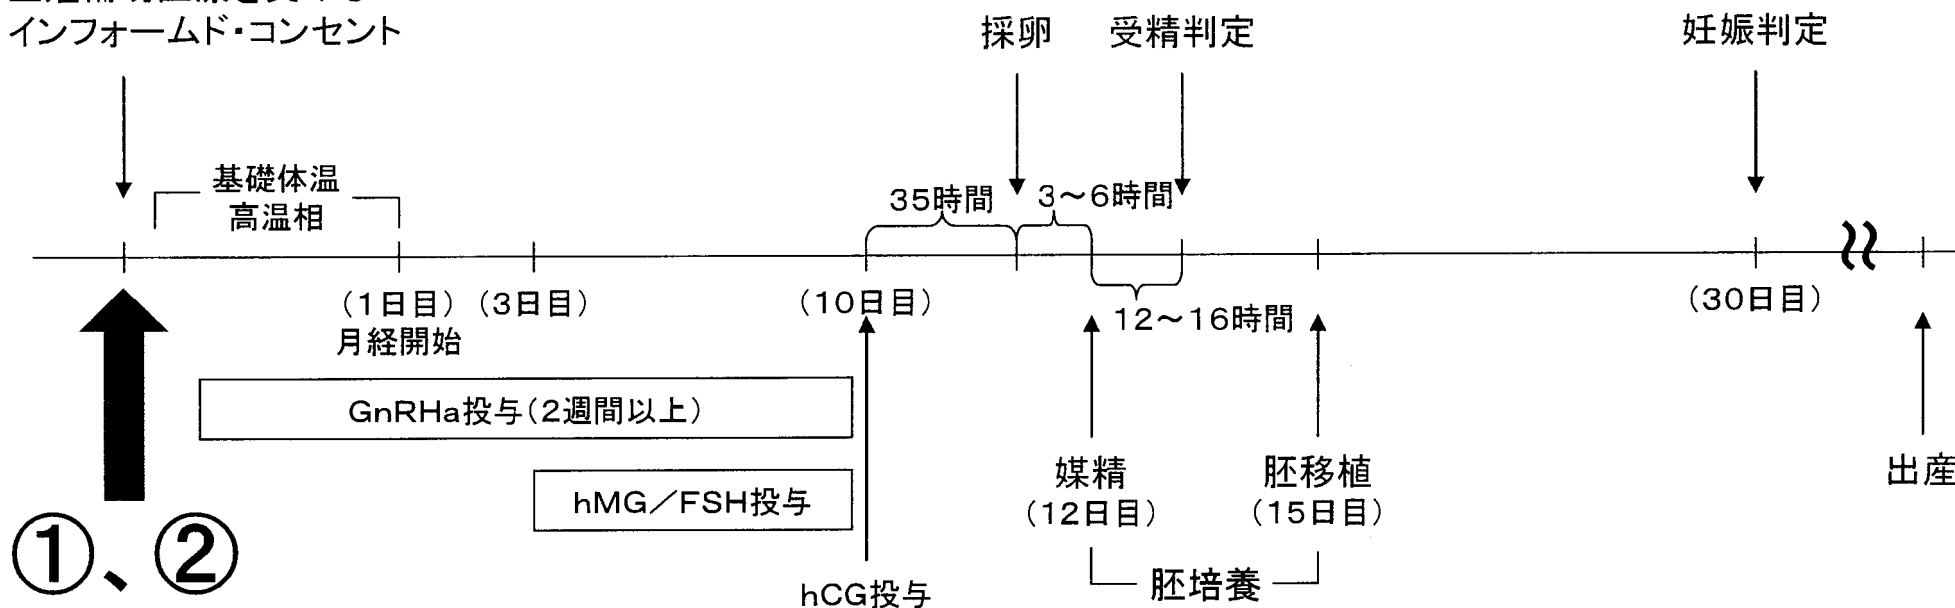 インフォームド・コンセント
採卵
受精判定
妊娠判定
基礎体温
高温相
35時間
3～6時間
(1日目)
月経開始
(3日目)
(10日目)
12～16時間
(30日目)
GnRHa投与(2週間以上)
hMG／FSH投与
媒精
(12日目)
胚移植
(15日目)
出産
①、②
hCG投与
胚培養